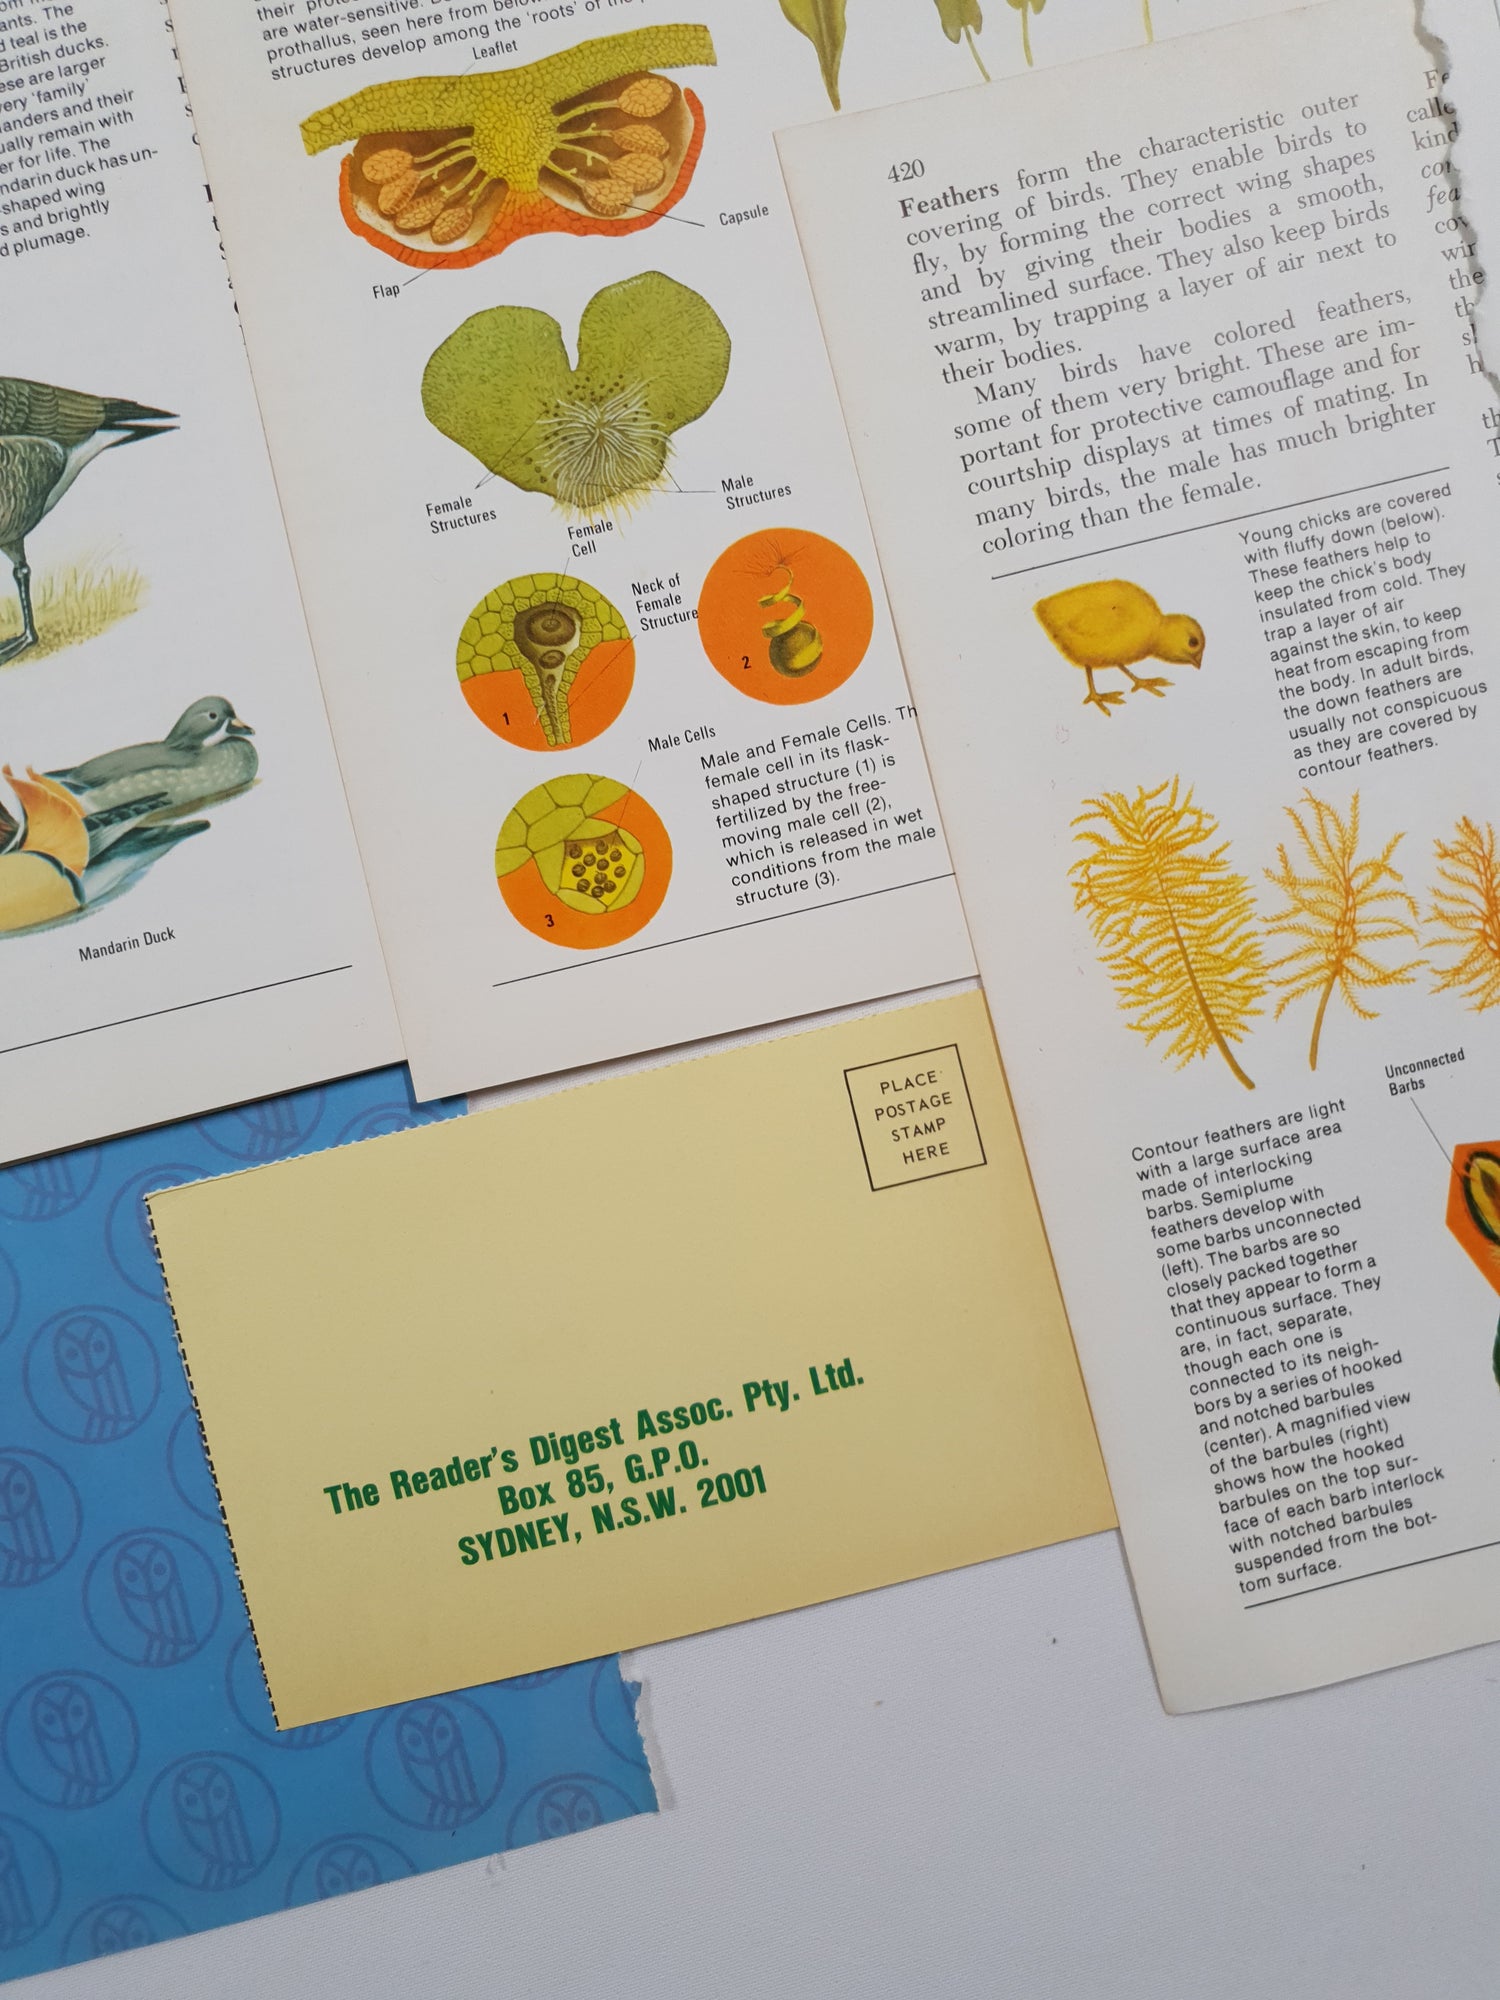 ants. The
d teal is the
British ducks.
ese are larger
very 'family'
anders and their
ually remain with
er for life. The
ndarin duck has un-
-shaped wing
s and brightly
d plumage.
Mandarin Duck
their
are water-sensitive.
prothallus, seen here from below
structures develop among the 'roots' of the
Leaflet
Capsule
Flap
Female
Structures
Male
Structures
Female
Cell
Neck of
Female
Structure
1
2
Male Cells
3
Male and Female Cells. Th
female cell in its flask-
shaped structure (1) is
fertilized by the free-
moving male cell (2),
which is released in wet
conditions from the male
structure (3).
420
Feathers form the characteristic outer
covering of birds. They enable birds to
fly, by forming the correct wing shapes
and by giving their bodies a smooth,
streamlined surface. They also keep birds
warm, by trapping a layer of air next to
their bodies.
Many birds have colored feathers,
some of them very bright. These are im-
portant for protective camouflage and for
courtship displays at times of mating. In
many birds, the male has much brighter
coloring than the female.
Young chicks are covered
with fluffy down (below).
These feathers help to
keep the chick's body
insulated from cold. They
trap a layer of air
against the skin, to keep
heat from escaping from
the body. In adult birds,
the down feathers are
usually not conspicuous
as they are covered by
contour feathers.
Unconnected
Barbs
Contour feathers are light
with a large surface area
made of interlocking
barbs. Semiplume
feathers develop with
some barbs unconnected
(left). The barbs are so
closely packed together
that they appear to form a
continuous surface. They
are, in fact, separate,
though each one is
connected to its neigh-
bors by a series of hooked
and notched barbules
(center). A magnified view
of the barbules (right)
shows how the hooked
barbules on the top sur-
face of each barb interlock
with notched barbules
suspended from the bot-
tom surface.
PLACE
POSTAGE
STAMP
HERE
The Reader's Digest Assoc. Pty. Ltd.
Box 85, G.P.O.
SYDNEY, N.S.W. 2001